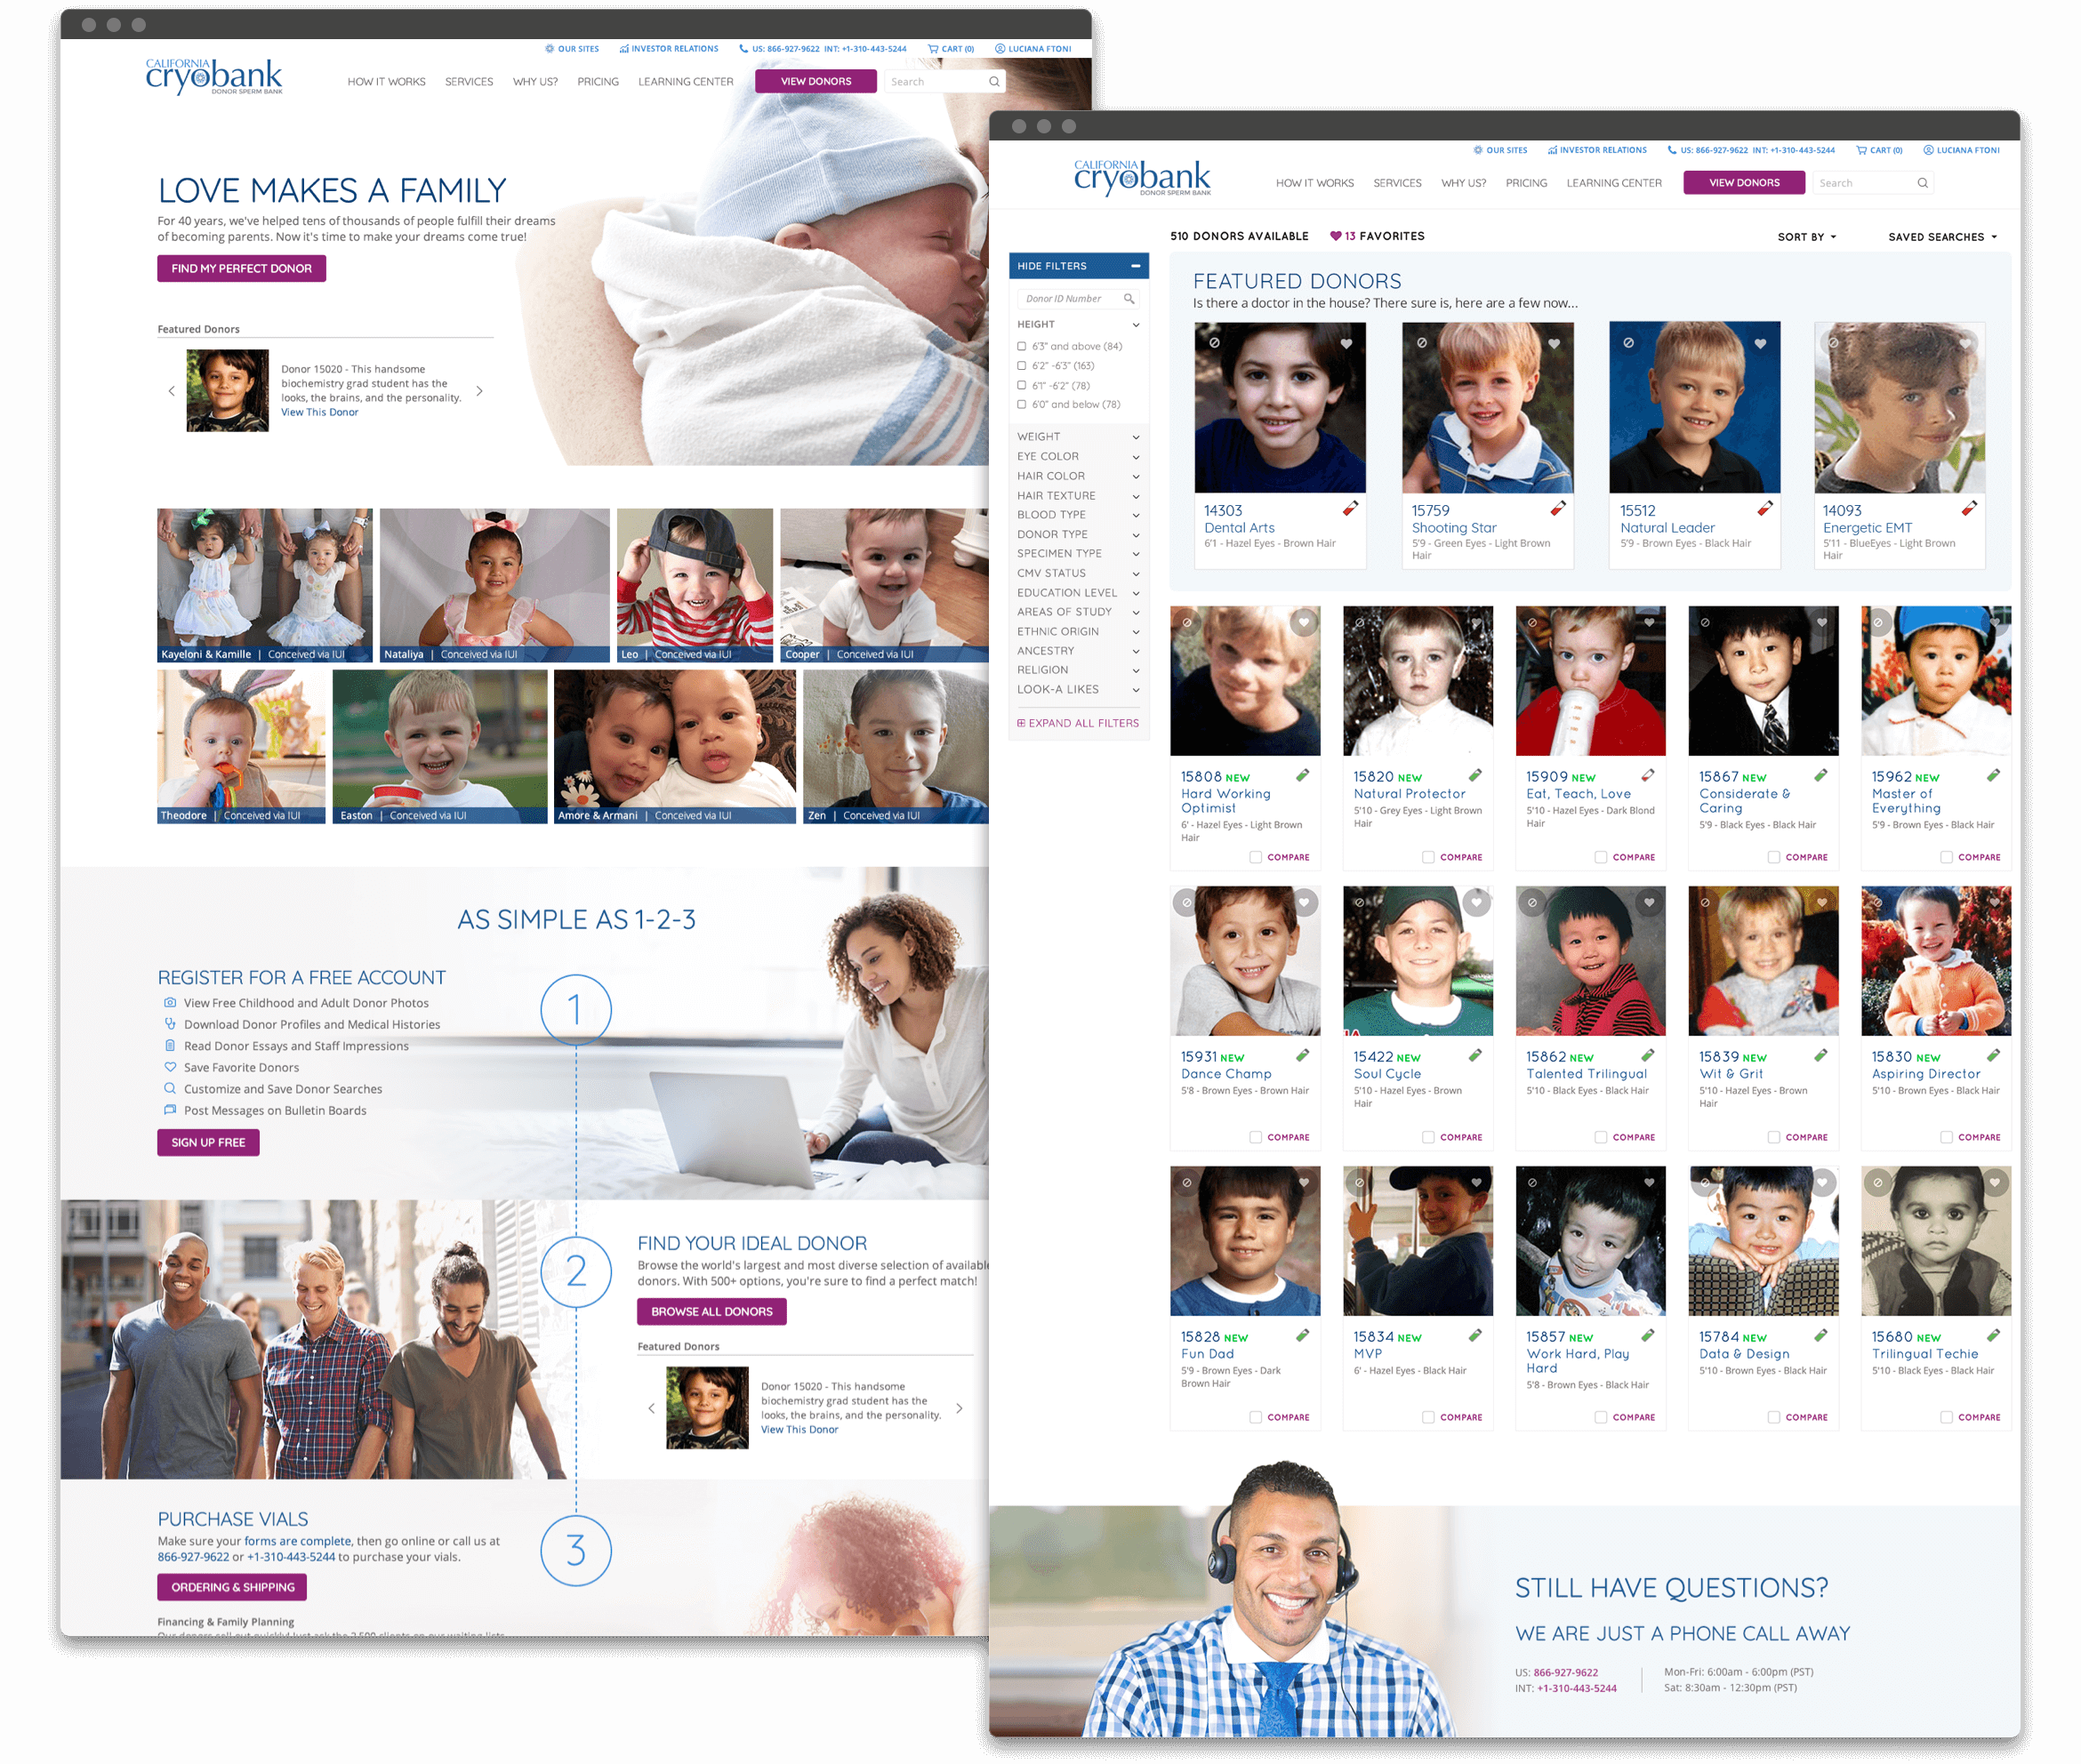 OUR SITES INVESTOR RELATIONS US: 866-927-9622 INT: +1-310-443-5244 CART (0) LUCIANA FTONI
CALIFORNIA
cryobank
DONOR SPERM BANK
HOW IT WORKS SERVICES WHY US? PRICING LEARNING CENTER VIEW DONORS Search
LOVE MAKES A FAMILY
For 40 years, we've helped tens of thousands of people fulfill their dreams
of becoming parents. Now it's time to make your dreams come true!
FIND MY PERFECT DONOR
Featured Donors
Donor 15020 - This handsome
biochemistry grad student has the
looks, the brains, and the personality.
View This Donor
Kayeloni & Kamille | Conceived via IUI
Nataliya | Conceived via IUI
Leo | Conceived via IUI
Cooper | Conceived via IUI
Theodore | Conceived via IUI
Easton | Conceived via IUI
Amore & Armani | Conceived via IUI
Zen | Conceived via IUI
AS SIMPLE AS 1-2-3
REGISTER FOR A FREE ACCOUNT
View Free Childhood and Adult Donor Photos
Download Donor Profiles and Medical Histories
Read Donor Essays and Staff Impressions
Save Favorite Donors
Customize and Save Donor Searches
Post Messages on Bulletin Boards
SIGN UP FREE
1
2
FIND YOUR IDEAL DONOR
Browse the world's largest and most diverse selection of available
donors. With 500+ options, you're sure to find a perfect match!
BROWSE ALL DONORS
Featured Donors
Donor 15020 - This handsome
biochemistry grad student has the
looks, the brains, and the personality.
View This Donor
PURCHASE VIALS
Make sure your forms are complete, then go online or call us at
866-927-9622 or +1-310-443-5244 to purchase your vials.
3
ORDERING & SHIPPING
Financing & Family Planning
OUR SITES INVESTOR RELATIONS US: 866-927-9622 INT: +1-310-443-5244 CART (0) LUCIANA FTONI
CALIFORNIA
cryobank
DONOR SPERM BANK
HOW IT WORKS SERVICES WHY US? PRICING LEARNING CENTER VIEW DONORS Search
510 DONORS AVAILABLE 13 FAVORITES SORT BY SAVED SEARCHES
HIDE FILTERS
Donor ID Number
HEIGHT
6'3" and above (84)
6'2" -6'3" (163)
6'1" -6'2" (78)
6'0" and below (78)
WEIGHT
EYE COLOR
HAIR COLOR
HAIR TEXTURE
BLOOD TYPE
DONOR TYPE
SPECIMEN TYPE
CMV STATUS
EDUCATION LEVEL
AREAS OF STUDY
ETHNIC ORIGIN
ANCESTRY
RELIGION
LOOK-A LIKES
EXPAND ALL FILTERS
FEATURED DONORS
Is there a doctor in the house? There sure is, here are a few now...
14303
Dental Arts
6'1 - Hazel Eyes - Brown Hair
15759
Shooting Star
5'9 - Green Eyes - Light Brown
Hair
15512
Natural Leader
5'9 - Brown Eyes - Black Hair
14093
Energetic EMT
5'11 - BlueEyes - Light Brown
Hair
15808 NEW
Hard Working
Optimist
6' - Hazel Eyes - Light Brown
Hair
COMPARE
15820 NEW
Natural Protector
5'10 - Grey Eyes - Light Brown
Hair
COMPARE
15909 NEW
Eat, Teach, Love
5'10 - Hazel Eyes - Dark Blond
Hair
COMPARE
15867 NEW
Considerate &
Caring
5'9 - Black Eyes - Black Hair
COMPARE
15962 NEW
Master of
Everything
5'9 - Brown Eyes - Black Hair
COMPARE
15931 NEW
Dance Champ
5'8 - Brown Eyes - Brown Hair
COMPARE
15422 NEW
Soul Cycle
5'10 - Hazel Eyes - Brown
Hair
COMPARE
15862 NEW
Talented Trilingual
5'10 - Black Eyes - Black Hair
COMPARE
15839 NEW
Wit & Grit
5'10 - Hazel Eyes - Brown
Hair
COMPARE
15830 NEW
Aspiring Director
5'10 - Brown Eyes - Black Hair
COMPARE
15828 NEW
Fun Dad
5'9 - Brown Eyes - Dark
Brown Hair
COMPARE
15834 NEW
MVP
6' - Hazel Eyes - Black Hair
COMPARE
15857 NEW
Work Hard, Play
Hard
5'8 - Brown Eyes - Black Hair
COMPARE
15784 NEW
Data & Design
5'10 - Brown Eyes - Black Hair
COMPARE
15680 NEW
Trilingual Techie
5'10 - Black Eyes - Black Hair
COMPARE
STILL HAVE QUESTIONS?
WE ARE JUST A PHONE CALL AWAY
US: 866-927-9622
INT: +1-310-443-5244
Mon-Fri: 6:00am - 6:00pm (PST)
Sat: 8:30am - 12:30pm (PST)